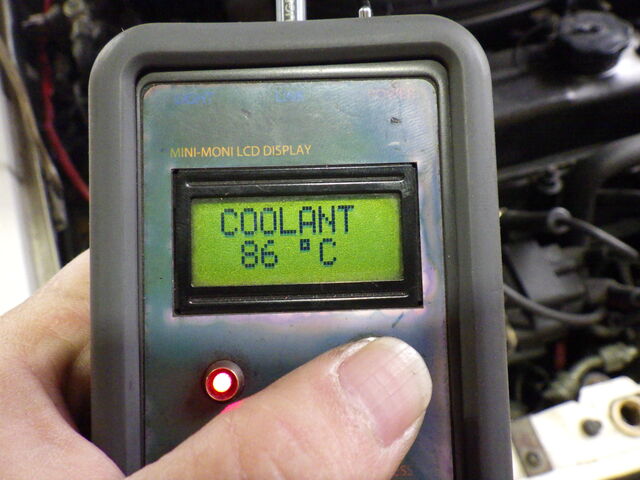 MINI-MONI LCD DISPLAY
COOLANT
86 °C